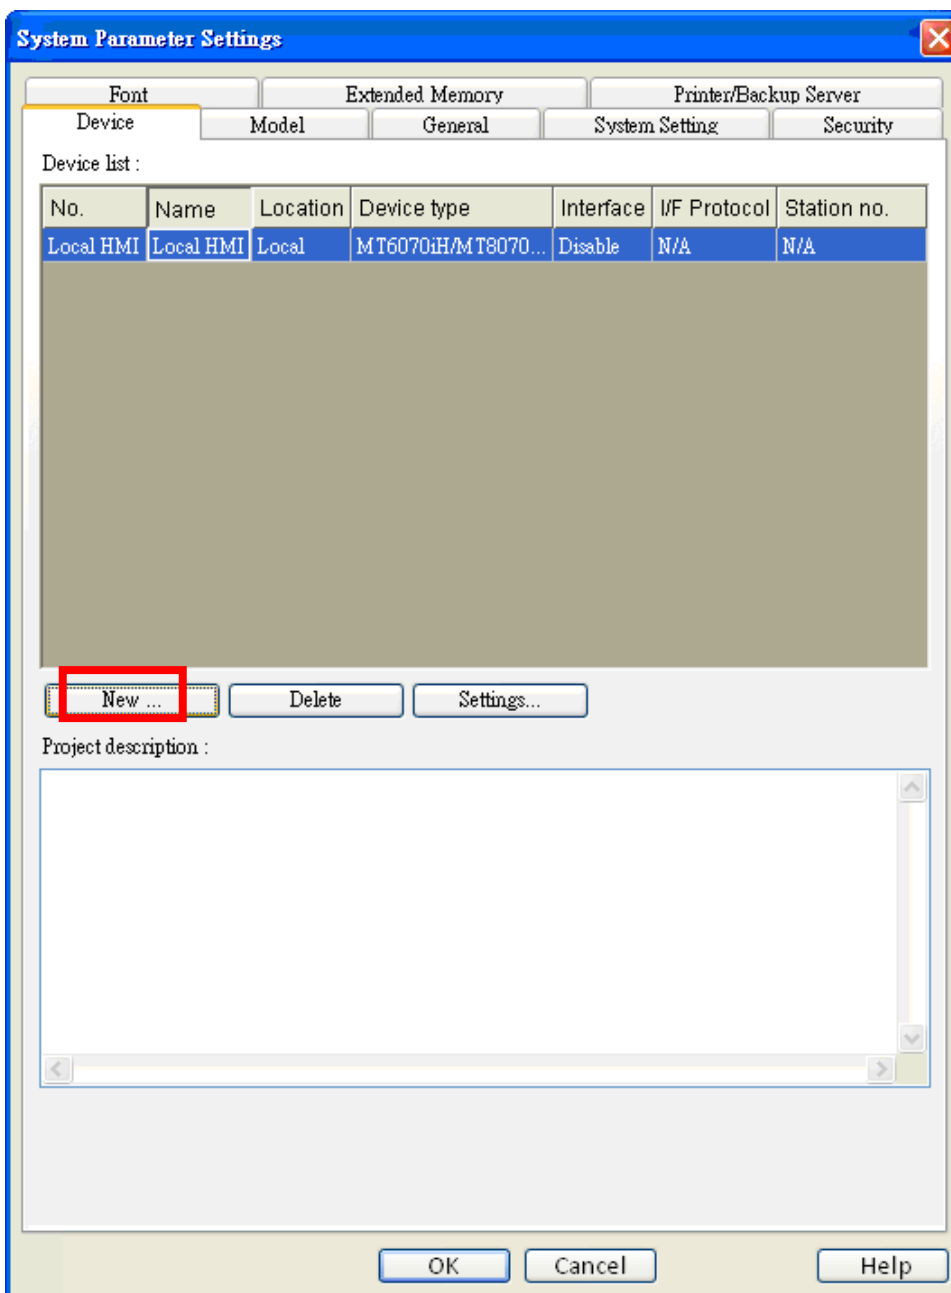 System Parameter Settings
Font Extended Memory Printer/Backup Server
Device Model General System Setting Security
Device list :
No. Name Location Device type Interface I/F Protocol Station no.
Local HMI Local HMI Local MT6070iH/MT8070... Disable N/A N/A
New ... Delete Settings...
Project description :
OK Cancel Help